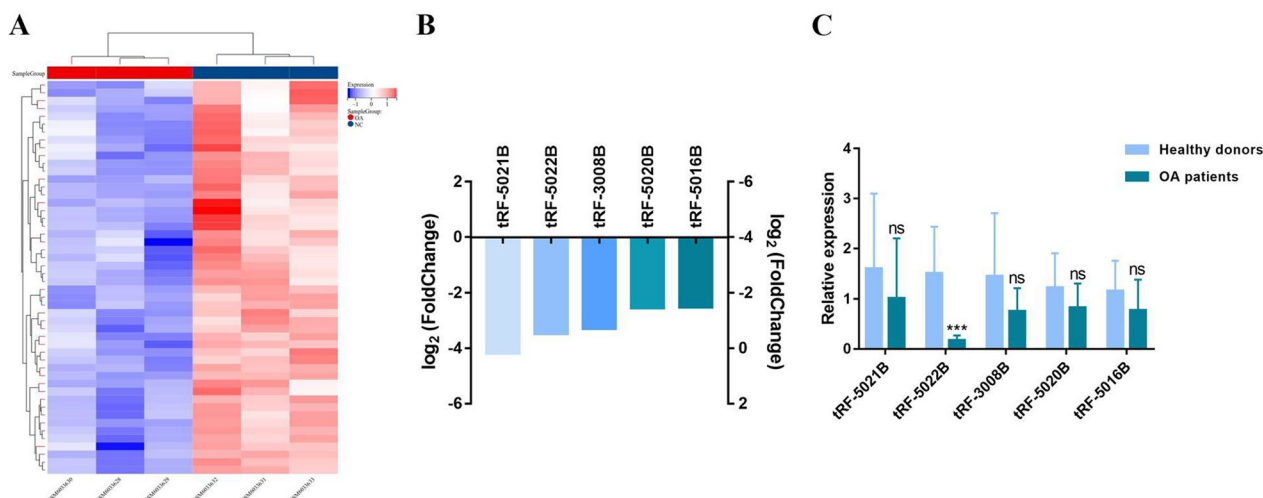 A
SampleGroup
Expression
-1 0 1
SampleGroup:
OA
NC
B
tRF-5021B
tRF-5022B
tRF-3008B
tRF-5020B
tRF-5016B
2
0
-2
-4
-6
log2 (FoldChange)
-6
-4
-2
0
2
log2 (FoldChange)
C
Healthy donors
OA patients
4
3
2
1
0
Relative expression
ns
***
ns
ns
ns
tRF-5021B
tRF-5022B
tRF-3008B
tRF-5020B
tRF-5016B